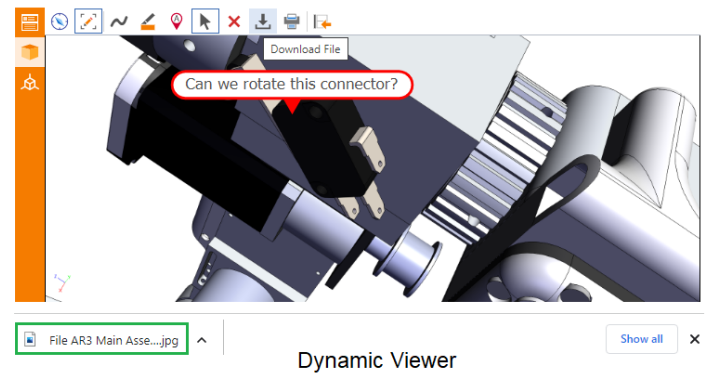 Download File
Can we rotate this connector?
File AR3 Main Asse....jpg
Show all
Dynamic Viewer